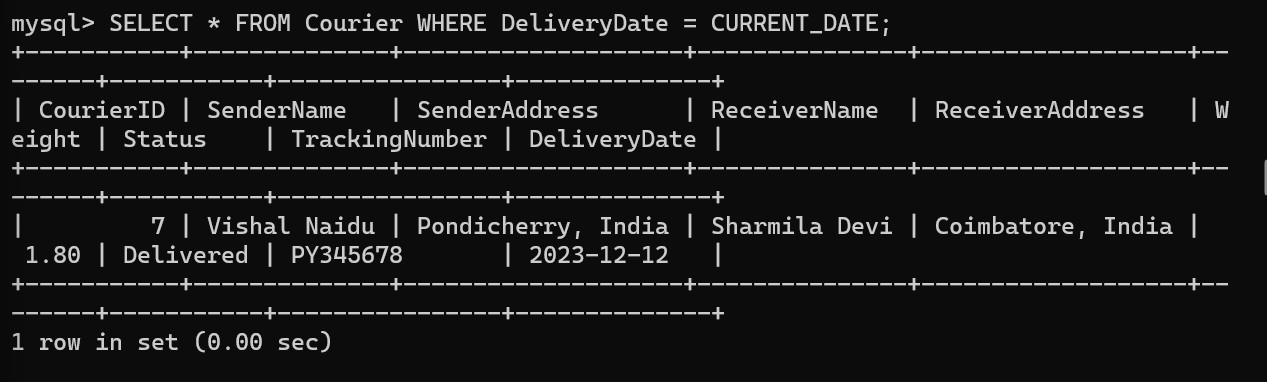 mysql> SELECT * FROM Courier WHERE DeliveryDate = CURRENT_DATE;
+-----------+--------------+--------------------+---------------+-------------------+--
------+-----------+----------------+--------------+
| CourierID | SenderName   | SenderAddress      | ReceiverName  | ReceiverAddress   | W
eight | Status    | TrackingNumber | DeliveryDate |
+-----------+--------------+--------------------+---------------+-------------------+--
------+-----------+----------------+--------------+
|         7 | Vishal Naidu | Pondicherry, India | Sharmila Devi | Coimbatore, India |
 1.80 | Delivered | PY345678       | 2023-12-12   |
+-----------+--------------+--------------------+---------------+-------------------+--
------+-----------+----------------+--------------+
1 row in set (0.00 sec)